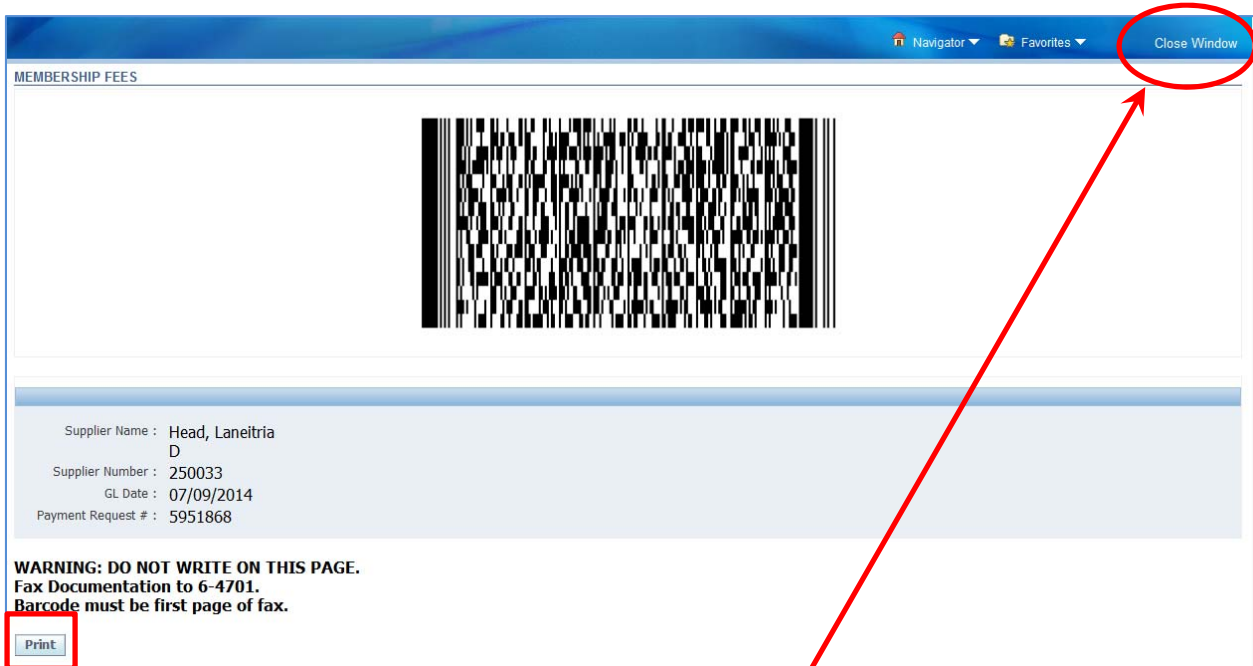 Navigator Favorites Close Window
MEMBERSHIP FEES
Supplier Name : Head, Laneitria
D
Supplier Number : 250033
GL Date : 07/09/2014
Payment Request # : 5951868
WARNING: DO NOT WRITE ON THIS PAGE.
Fax Documentation to 6-4701.
Barcode must be first page of fax.
Print